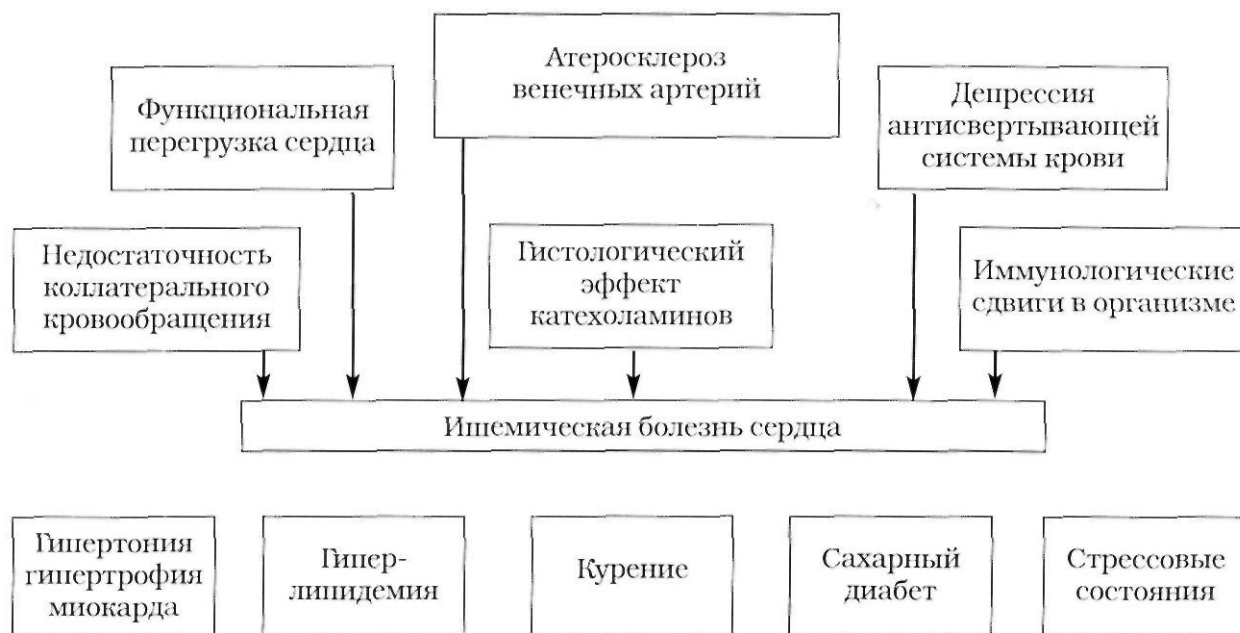 Атеросклероз
венечных артерий
Функциональная
перегрузка сердца
Депрессия
антисвертывающей
системы крови
Недостаточность
коллатерального
кровообращения
Гистологический
эффект
катехоламинов
Иммунологические
сдвиги в организме
Ишемическая болезнь сердца
Гипертония
гипертрофия
миокарда
Гипер-
липидемия
Курение
Сахарный
диабет
Стрессовые
состояния